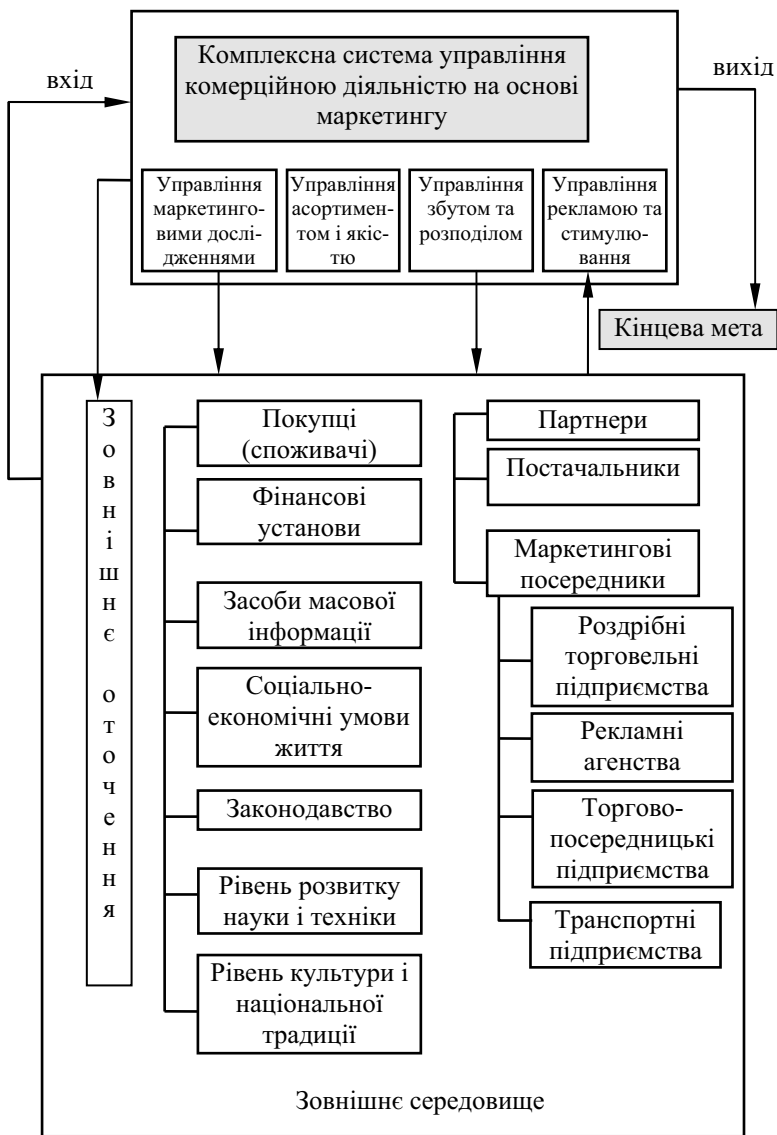 Комплексна система управління
комерційною діяльністю на основі
маркетингу
вхід
вихід
Управління
маркетинго-
вими дослі-
дженнями
Управління
асортимен-
том і якіс-
тю
Управління
збутом та
розподілом
Управління
рекламою та
стимулю-
вання
Кінцева мета
Зовнішнє оточення
Покупці
(споживачі)
Фінансові
установи
Засоби масової
інформації
Соціально-
економічні умови
життя
Законодавство
Рівень розвитку
науки і техніки
Рівень культури і
національної
традиції
Партнери
Постачальники
Маркетингові
посередники
Роздрібні
торговельні
підприємства
Рекламні
агенства
Торгово-
посередницькі
підприємства
Транспортні
підприємства
Зовнішнє середовище